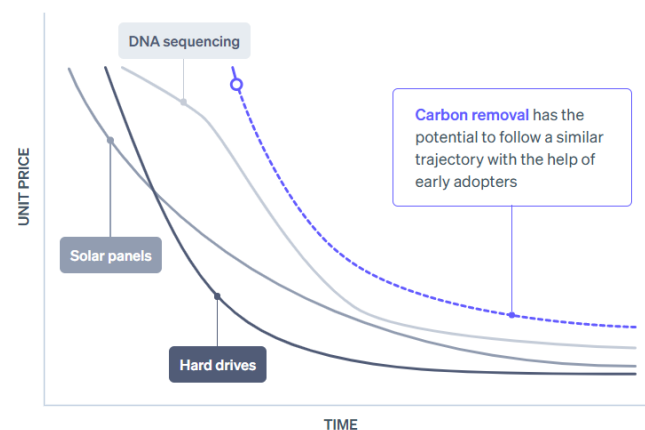 DNA sequencing
Carbon removal has the
potential to follow a similar
trajectory with the help of
early adopters
UNIT PRICE
Solar panels
Hard drives
TIME